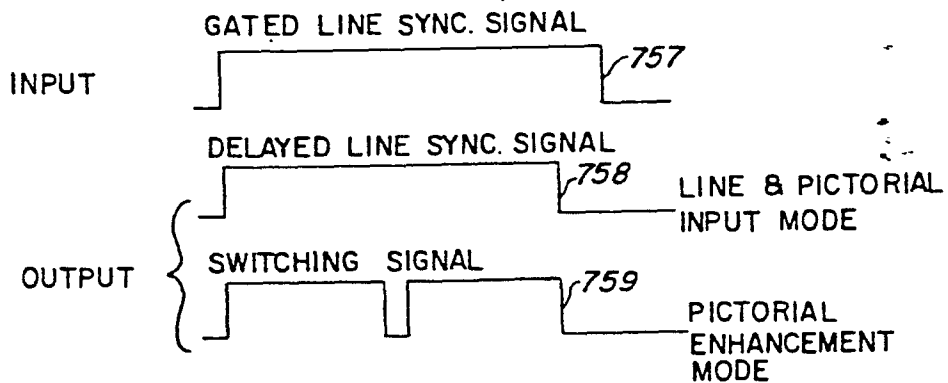 GATED LINE SYNC. SIGNAL
INPUT
757
DELAYED LINE SYNC. SIGNAL
758
LINE & PICTORIAL
INPUT MODE
OUTPUT
SWITCHING SIGNAL
759
PICTORIAL
ENHANCEMENT
MODE